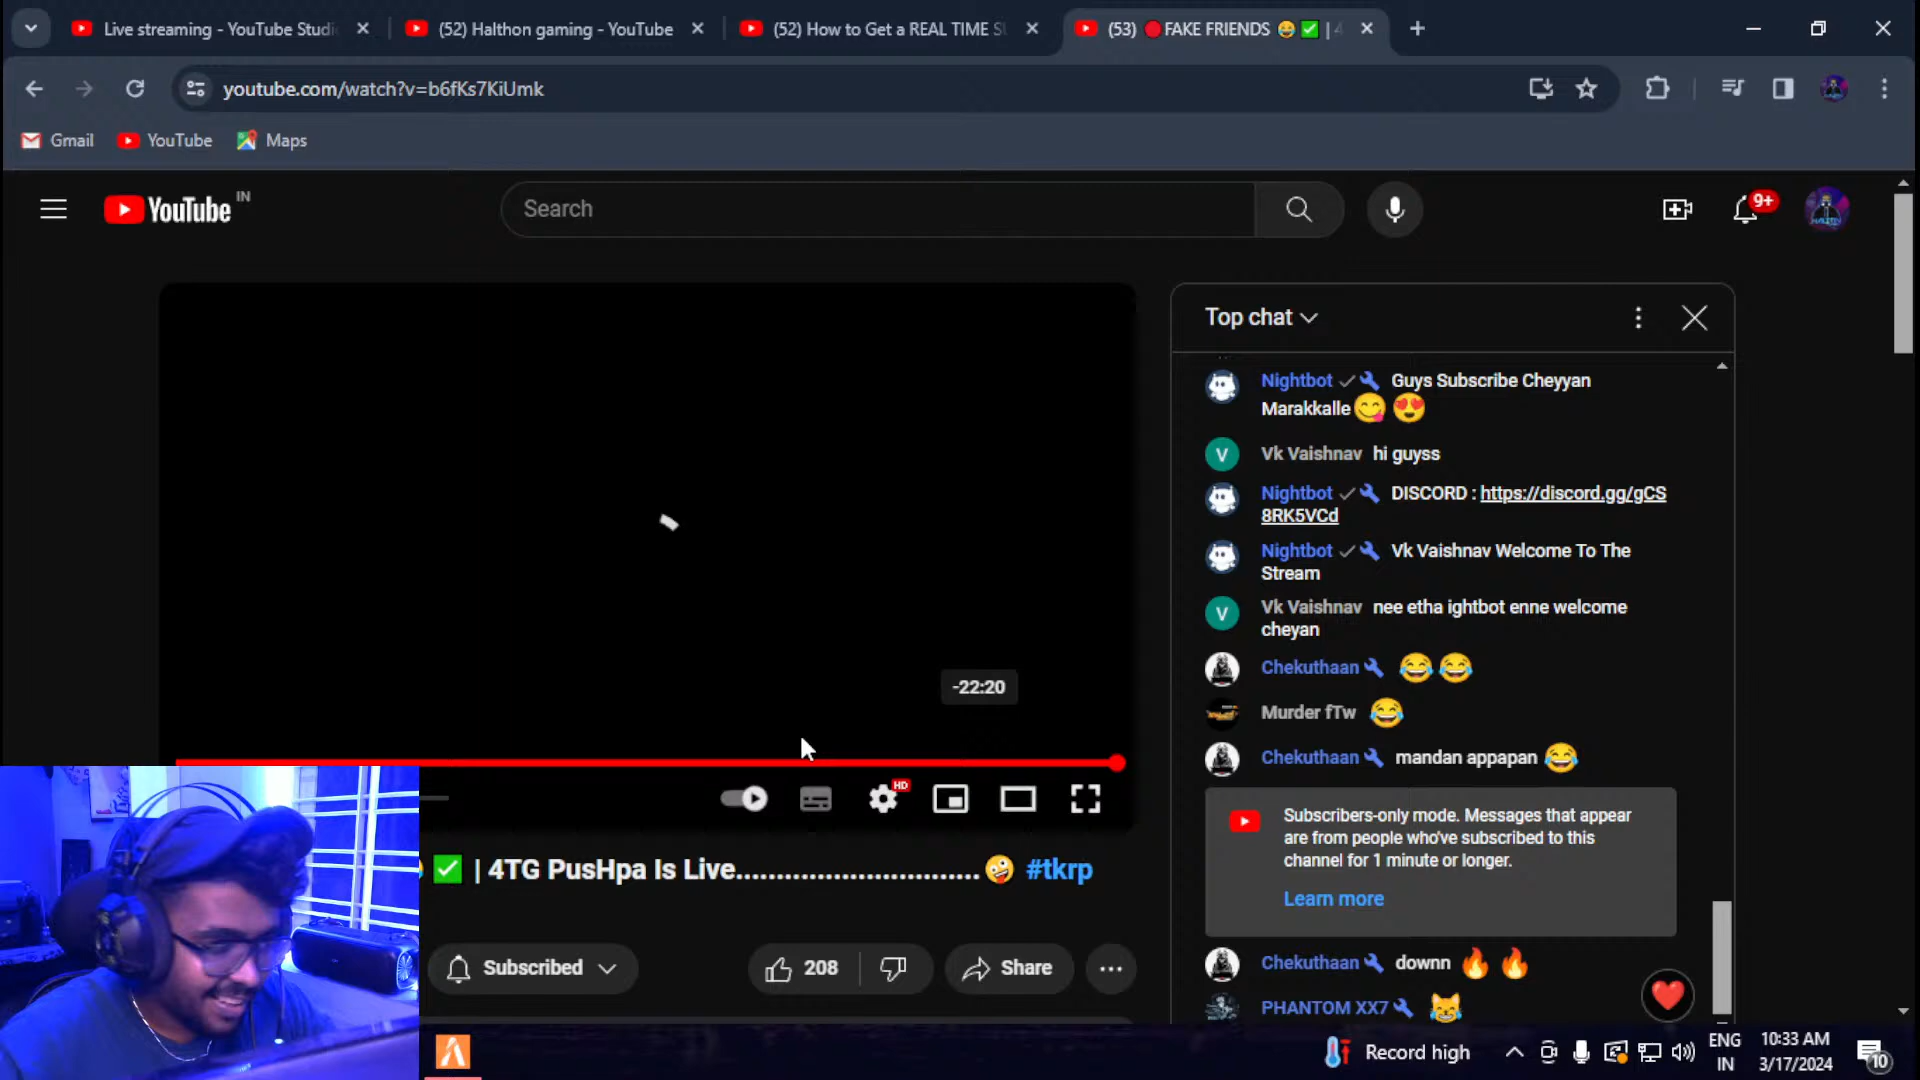 Live streaming - YouTube Studi
(52) Halthon gaming - YouTube
(52) How to Get a REAL TIME S
(53) 🔴FAKE FRIENDS 😂✅ | 4
youtube.com/watch?v=b6fKs7KiUmk
Gmail
YouTube
Maps
YouTube IN
Search
9+
Top chat
Nightbot Guys Subscribe Cheyyan
Marakkalle😋😍
V Vk Vaishnav hi guyss
Nightbot DISCORD : https://discord.gg/gCS
8RK5VCd
Nightbot Vk Vaishnav Welcome To The
Stream
V Vk Vaishnav nee etha ightbot enne welcome
cheyan
Chekuthaan 😂😂
Murder fTw 😂
Chekuthaan mandan appapan😂
Subscribers-only mode. Messages that appear
are from people who've subscribed to this
channel for 1 minute or longer.
Learn more
Chekuthaan downn🔥🔥
PHANTOM XX7 😹
-22:20
HD
✅ | 4TG PusHpa Is Live..............................🤪 #tkrp
Subscribed
208
Share
Record high
ENG
IN
10:33 AM
3/17/2024
10